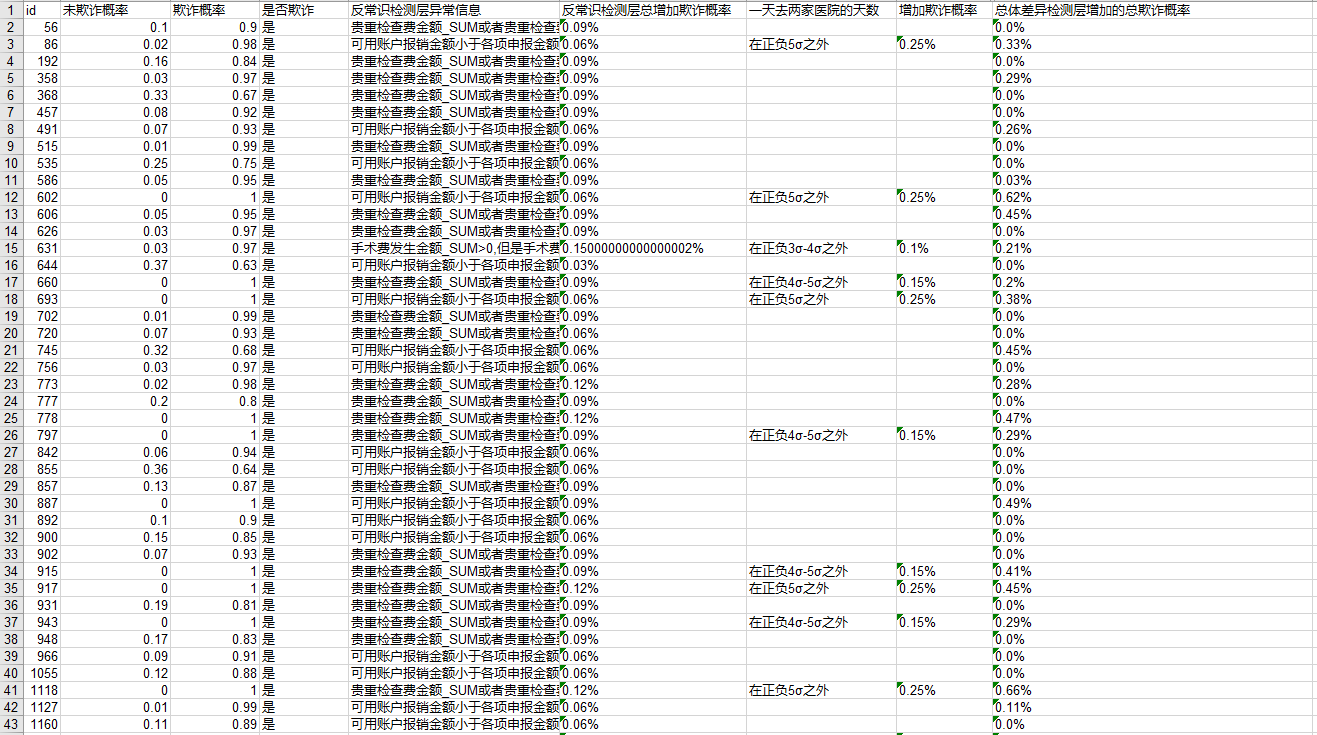 1 id 未欺诈概率 欺诈概率 是否欺诈 反常识检测层异常信息 反常识检测层总增加欺诈概率 一天去两家医院的天数 增加欺诈概率 总体差异检测层增加的总欺诈概率
2 56 0.1 0.9 是 贵重检查费金额_SUM或者贵重检查 0.09% 0.0%
3 86 0.02 0.98 是 可用账户报销金额小于各项申报金额 0.06% 在正负5σ之外 0.25% 0.33%
4 192 0.16 0.84 是 贵重检查费金额_SUM或者贵重检查 0.09% 0.0%
5 358 0.03 0.97 是 贵重检查费金额_SUM或者贵重检查 0.09% 0.29%
6 368 0.33 0.67 是 贵重检查费金额_SUM或者贵重检查 0.09% 0.0%
7 457 0.08 0.92 是 贵重检查费金额_SUM或者贵重检查 0.09% 0.0%
8 491 0.07 0.93 是 可用账户报销金额小于各项申报金额 0.06% 0.26%
9 515 0.01 0.99 是 贵重检查费金额_SUM或者贵重检查 0.09% 0.0%
10 535 0.25 0.75 是 可用账户报销金额小于各项申报金额 0.06% 0.0%
11 586 0.05 0.95 是 贵重检查费金额_SUM或者贵重检查 0.09% 0.03%
12 602 0 1 是 可用账户报销金额小于各项申报金额 0.06% 在正负5σ之外 0.25% 0.62%
13 606 0.05 0.95 是 贵重检查费金额_SUM或者贵重检查 0.09% 0.45%
14 626 0.03 0.97 是 贵重检查费金额_SUM或者贵重检查 0.09% 0.0%
15 631 0.03 0.97 是 手术费发生金额_SUM>0,但是手术费 0.15000000000000002% 在正负3σ-4σ之外 0.1% 0.21%
16 644 0.37 0.63 是 可用账户报销金额小于各项申报金额 0.03% 0.0%
17 660 0 1 是 贵重检查费金额_SUM或者贵重检查 0.09% 在正负4σ-5σ之外 0.15% 0.2%
18 693 0 1 是 可用账户报销金额小于各项申报金额 0.06% 在正负5σ之外 0.25% 0.38%
19 702 0.01 0.99 是 贵重检查费金额_SUM或者贵重检查 0.09% 0.0%
20 720 0.07 0.93 是 贵重检查费金额_SUM或者贵重检查 0.06% 0.0%
21 745 0.32 0.68 是 可用账户报销金额小于各项申报金额 0.06% 0.45%
22 756 0.03 0.97 是 可用账户报销金额小于各项申报金额 0.06% 0.0%
23 773 0.02 0.98 是 贵重检查费金额_SUM或者贵重检查 0.12% 0.28%
24 777 0.2 0.8 是 贵重检查费金额_SUM或者贵重检查 0.09% 0.0%
25 778 0 1 是 贵重检查费金额_SUM或者贵重检查 0.12% 0.47%
26 797 0 1 是 贵重检查费金额_SUM或者贵重检查 0.09% 在正负4σ-5σ之外 0.15% 0.29%
27 842 0.06 0.94 是 可用账户报销金额小于各项申报金额 0.06% 0.0%
28 855 0.36 0.64 是 可用账户报销金额小于各项申报金额 0.06% 0.0%
29 857 0.13 0.87 是 贵重检查费金额_SUM或者贵重检查 0.09% 0.0%
30 887 0 1 是 可用账户报销金额小于各项申报金额 0.09% 0.49%
31 892 0.1 0.9 是 可用账户报销金额小于各项申报金额 0.06% 0.0%
32 900 0.15 0.85 是 可用账户报销金额小于各项申报金额 0.06% 0.0%
33 902 0.07 0.93 是 贵重检查费金额_SUM或者贵重检查 0.09% 0.0%
34 915 0 1 是 贵重检查费金额_SUM或者贵重检查 0.09% 在正负4σ-5σ之外 0.15% 0.41%
35 917 0 1 是 贵重检查费金额_SUM或者贵重检查 0.12% 在正负5σ之外 0.25% 0.45%
36 931 0.19 0.81 是 贵重检查费金额_SUM或者贵重检查 0.09% 0.0%
37 943 0 1 是 贵重检查费金额_SUM或者贵重检查 0.09% 在正负4σ-5σ之外 0.15% 0.29%
38 948 0.17 0.83 是 贵重检查费金额_SUM或者贵重检查 0.09% 0.0%
39 966 0.09 0.91 是 可用账户报销金额小于各项申报金额 0.06% 0.0%
40 1055 0.12 0.88 是 可用账户报销金额小于各项申报金额 0.06% 0.0%
41 1118 0 1 是 贵重检查费金额_SUM或者贵重检查 0.12% 在正负5σ之外 0.25% 0.66%
42 1127 0.01 0.99 是 可用账户报销金额小于各项申报金额 0.06% 0.11%
43 1160 0.11 0.89 是 可用账户报销金额小于各项申报金额 0.06% 0.0%